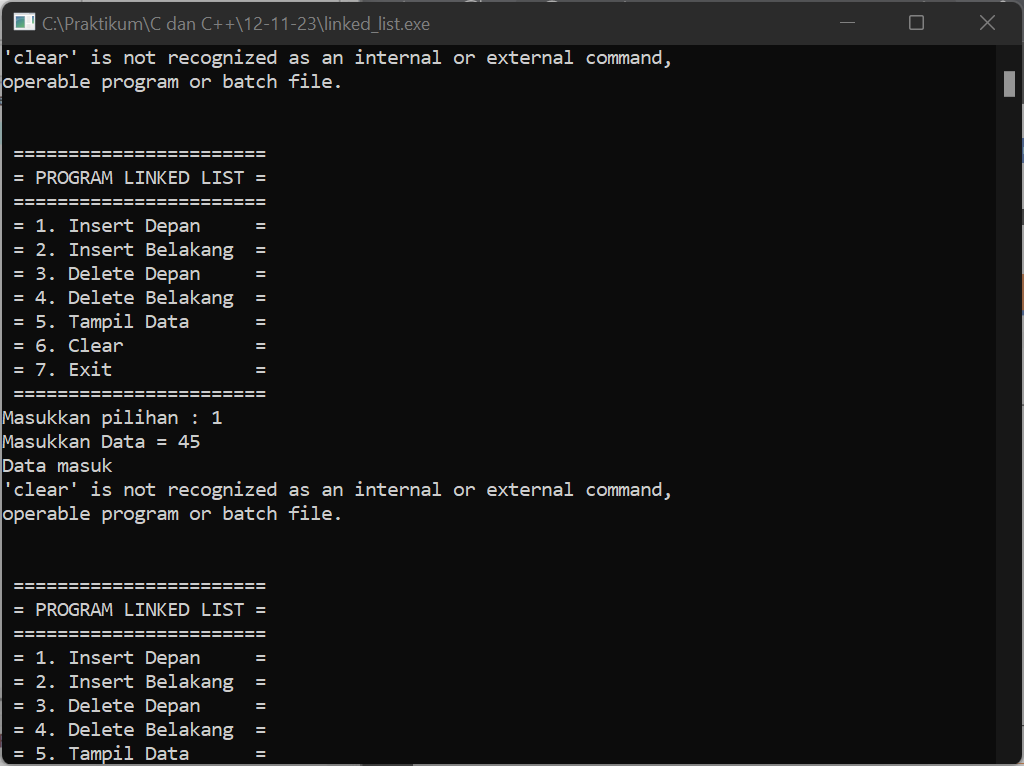 C:\Praktikum\C dan C++\12-11-23\linked_list.exe
'clear' is not recognized as an internal or external command,
operable program or batch file.
=======================
= PROGRAM LINKED LIST =
=======================
= 1. Insert Depan     =
= 2. Insert Belakang  =
= 3. Delete Depan     =
= 4. Delete Belakang  =
= 5. Tampil Data      =
= 6. Clear            =
= 7. Exit             =
=======================
Masukkan pilihan : 1
Masukkan Data = 45
Data masuk
'clear' is not recognized as an internal or external command,
operable program or batch file.
=======================
= PROGRAM LINKED LIST =
=======================
= 1. Insert Depan     =
= 2. Insert Belakang  =
= 3. Delete Depan     =
= 4. Delete Belakang  =
= 5. Tampil Data      =